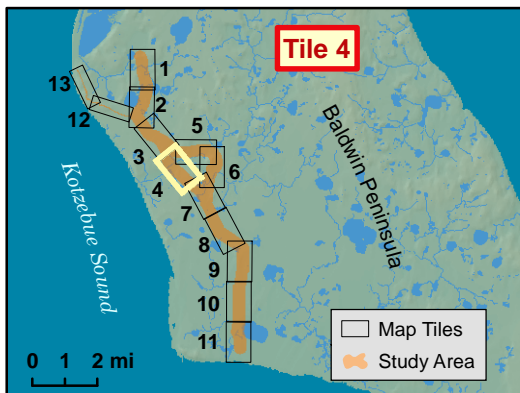 Tile 4
13
1
12
2
3
5
4
6
7
8
9
10
11
Kotzebue Sound
Baldwin Peninsula
Map Tiles
Study Area
0 1 2 mi